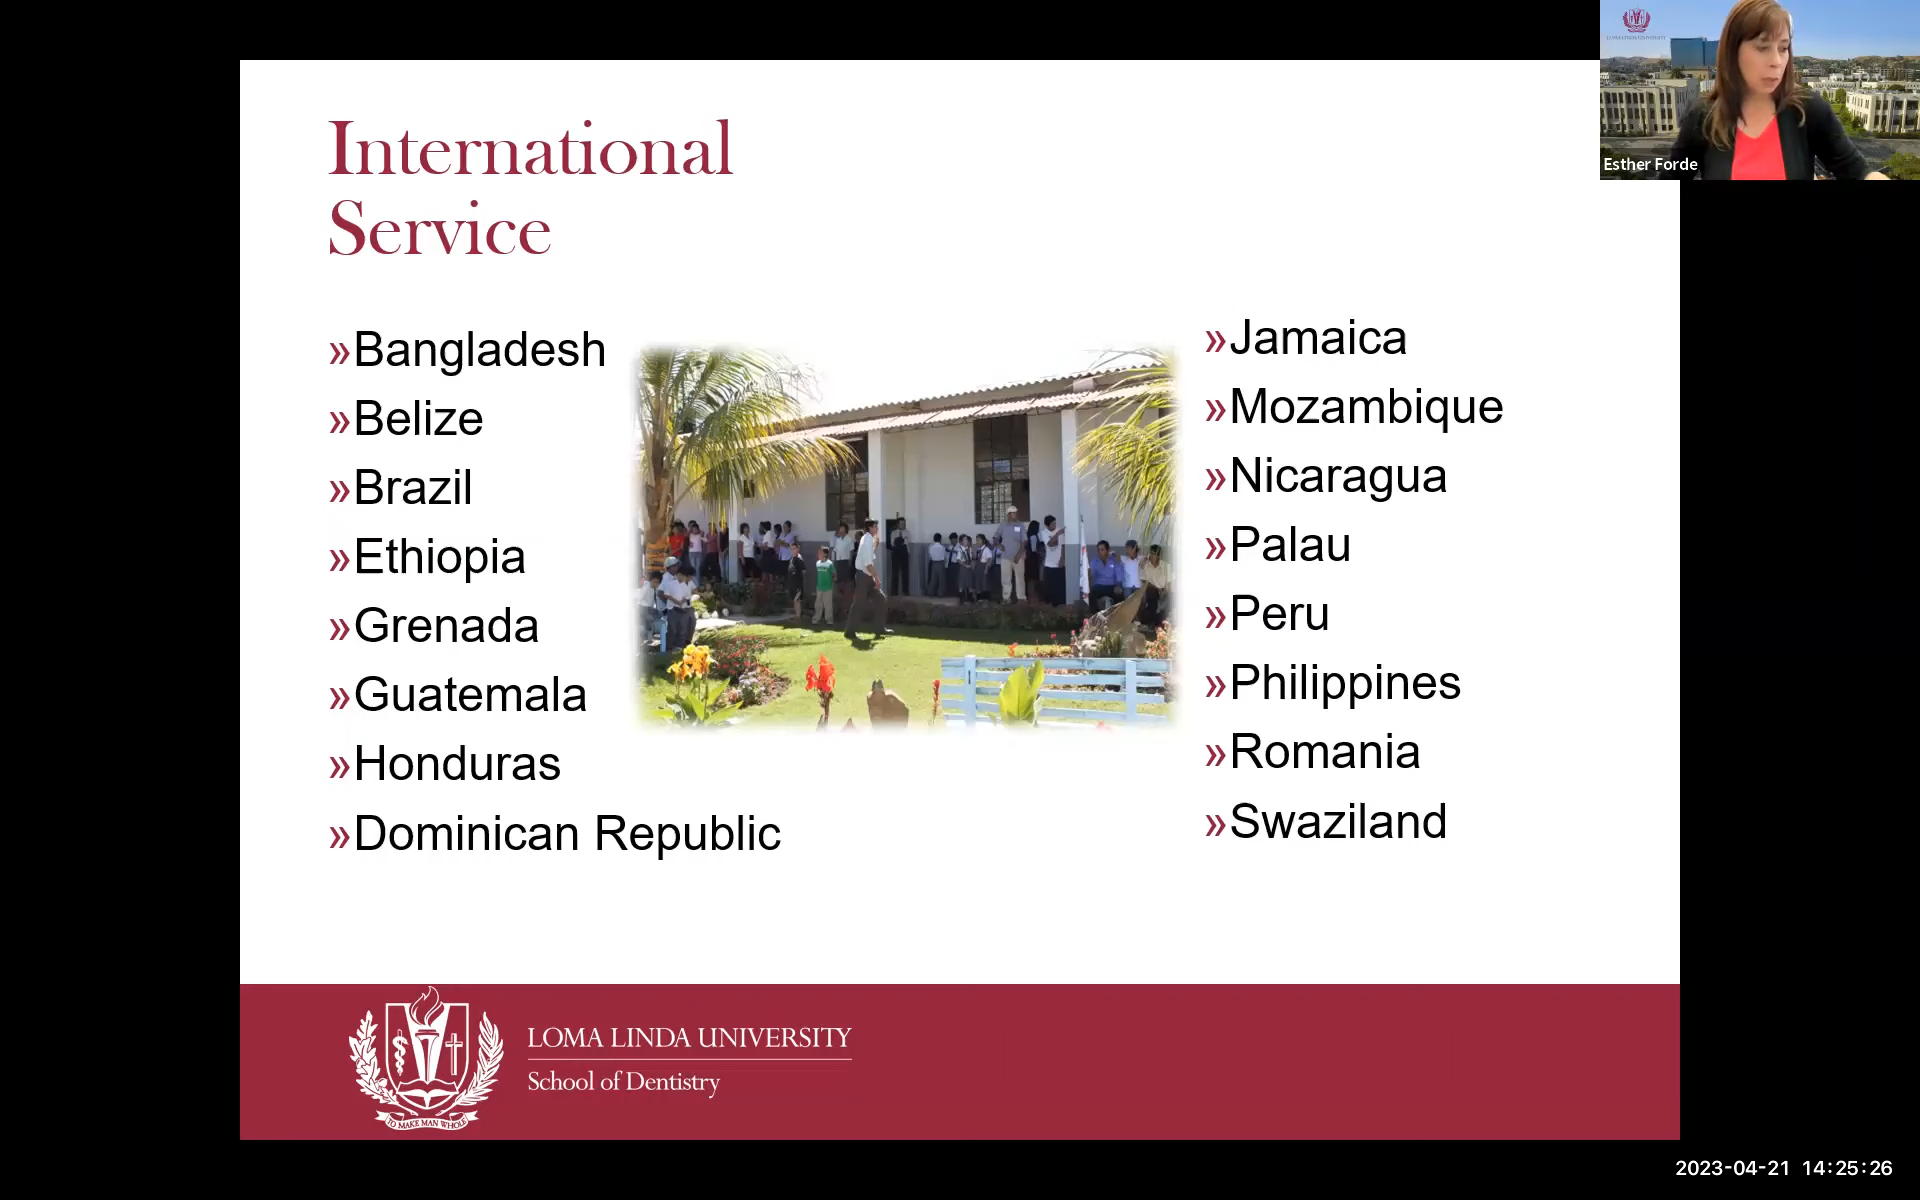 International
Service
»Bangladesh
»Belize
»Brazil
»Ethiopia
»Grenada
»Guatemala
»Honduras
»Dominican Republic
»Jamaica
»Mozambique
»Nicaragua
»Palau
»Peru
»Philippines
»Romania
»Swaziland
TO MAKE MAN WHOLE
LOMA LINDA UNIVERSITY
School of Dentistry
Esther Forde
2023-04-21 14:25:26